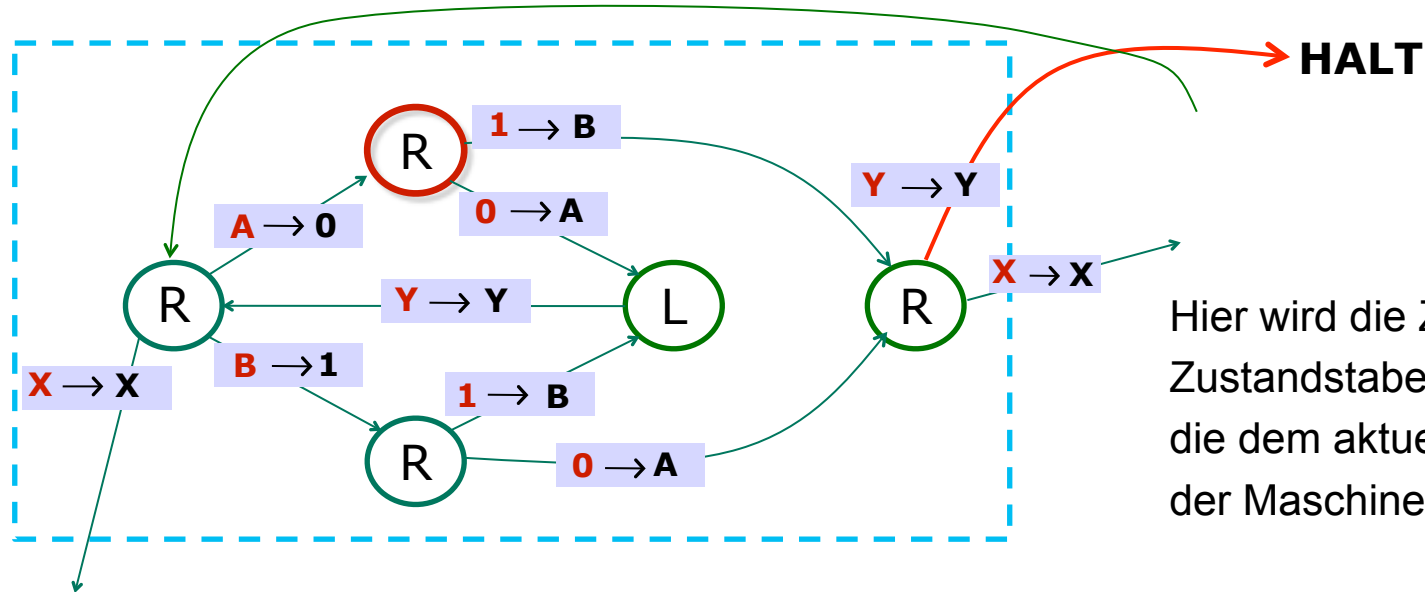 HALT
1 → B
R
Y → Y
0 → A
A → 0
R
Y → Y
L
R
X → X
Hier wird die
B → 1
X → X
Zustandstabe
1 → B
die dem aktue
R
0 → A
der Maschine